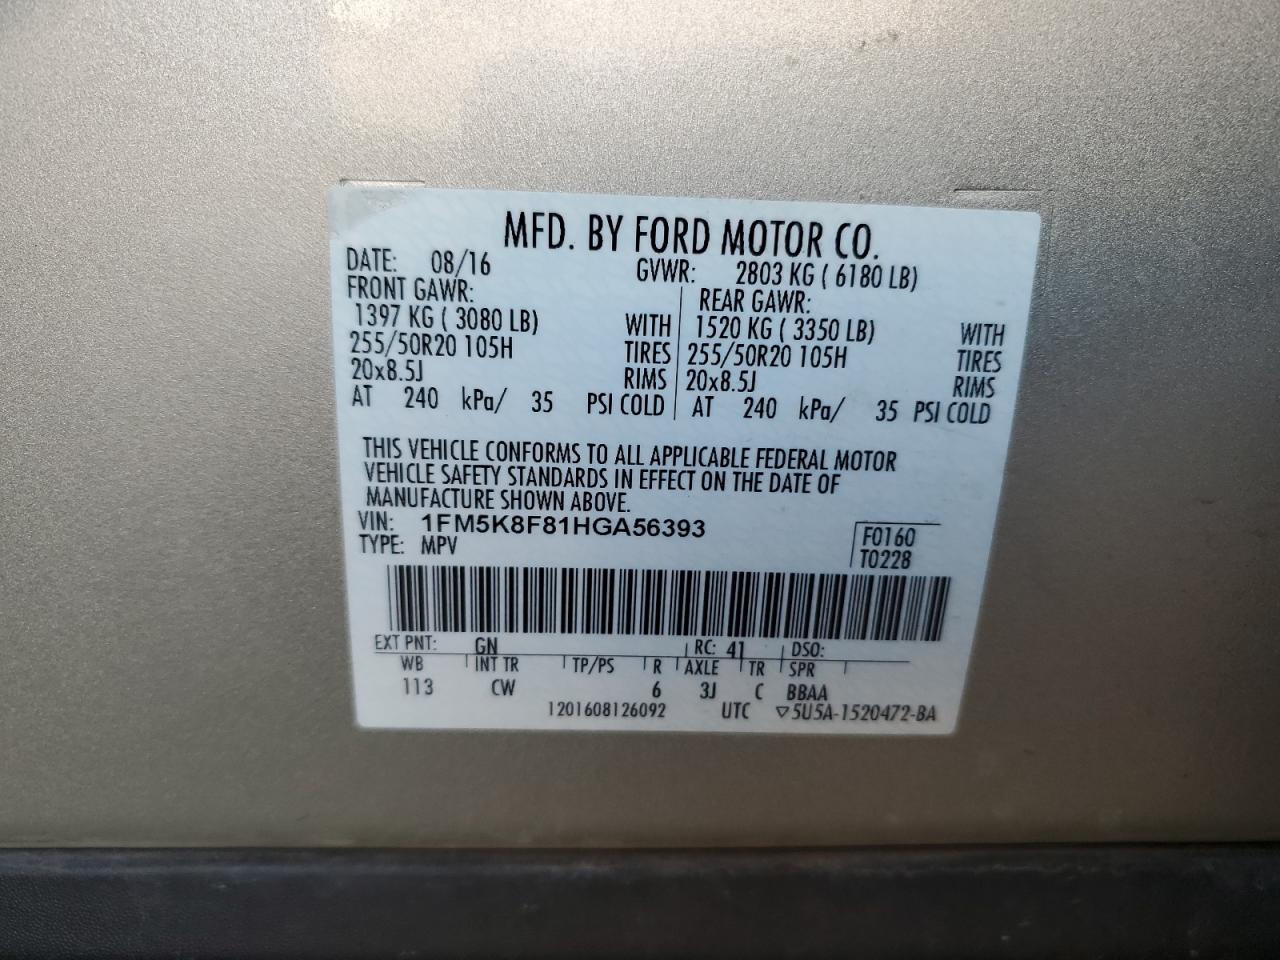 MFD. BY FORD MOTOR CO.
DATE: 08/16 GVWR: 2803 KG ( 6180 LB)
FRONT GAWR: REAR GAWR:
1397 KG ( 3080 LB) WITH 1520 KG ( 3350 LB) WITH
255/50R20 105H TIRES 255/50R20 105H TIRES
20x8.5J RIMS 20x8.5J RIMS
AT 240 kPa/ 35 PSI COLD AT 240 kPa/ 35 PSI COLD
THIS VEHICLE CONFORMS TO ALL APPLICABLE FEDERAL MOTOR
VEHICLE SAFETY STANDARDS IN EFFECT ON THE DATE OF
MANUFACTURE SHOWN ABOVE.
VIN: 1FM5K8F81HGA56393 F0160
TYPE: MPV T0228
EXT PNT: GN RC: 41 DSO:
WB INT TR TP/PS R AXLE TR SPR
113 CW 6 3J C BBAA
1201608126092 UTC ▽5U5A-1520472-BA